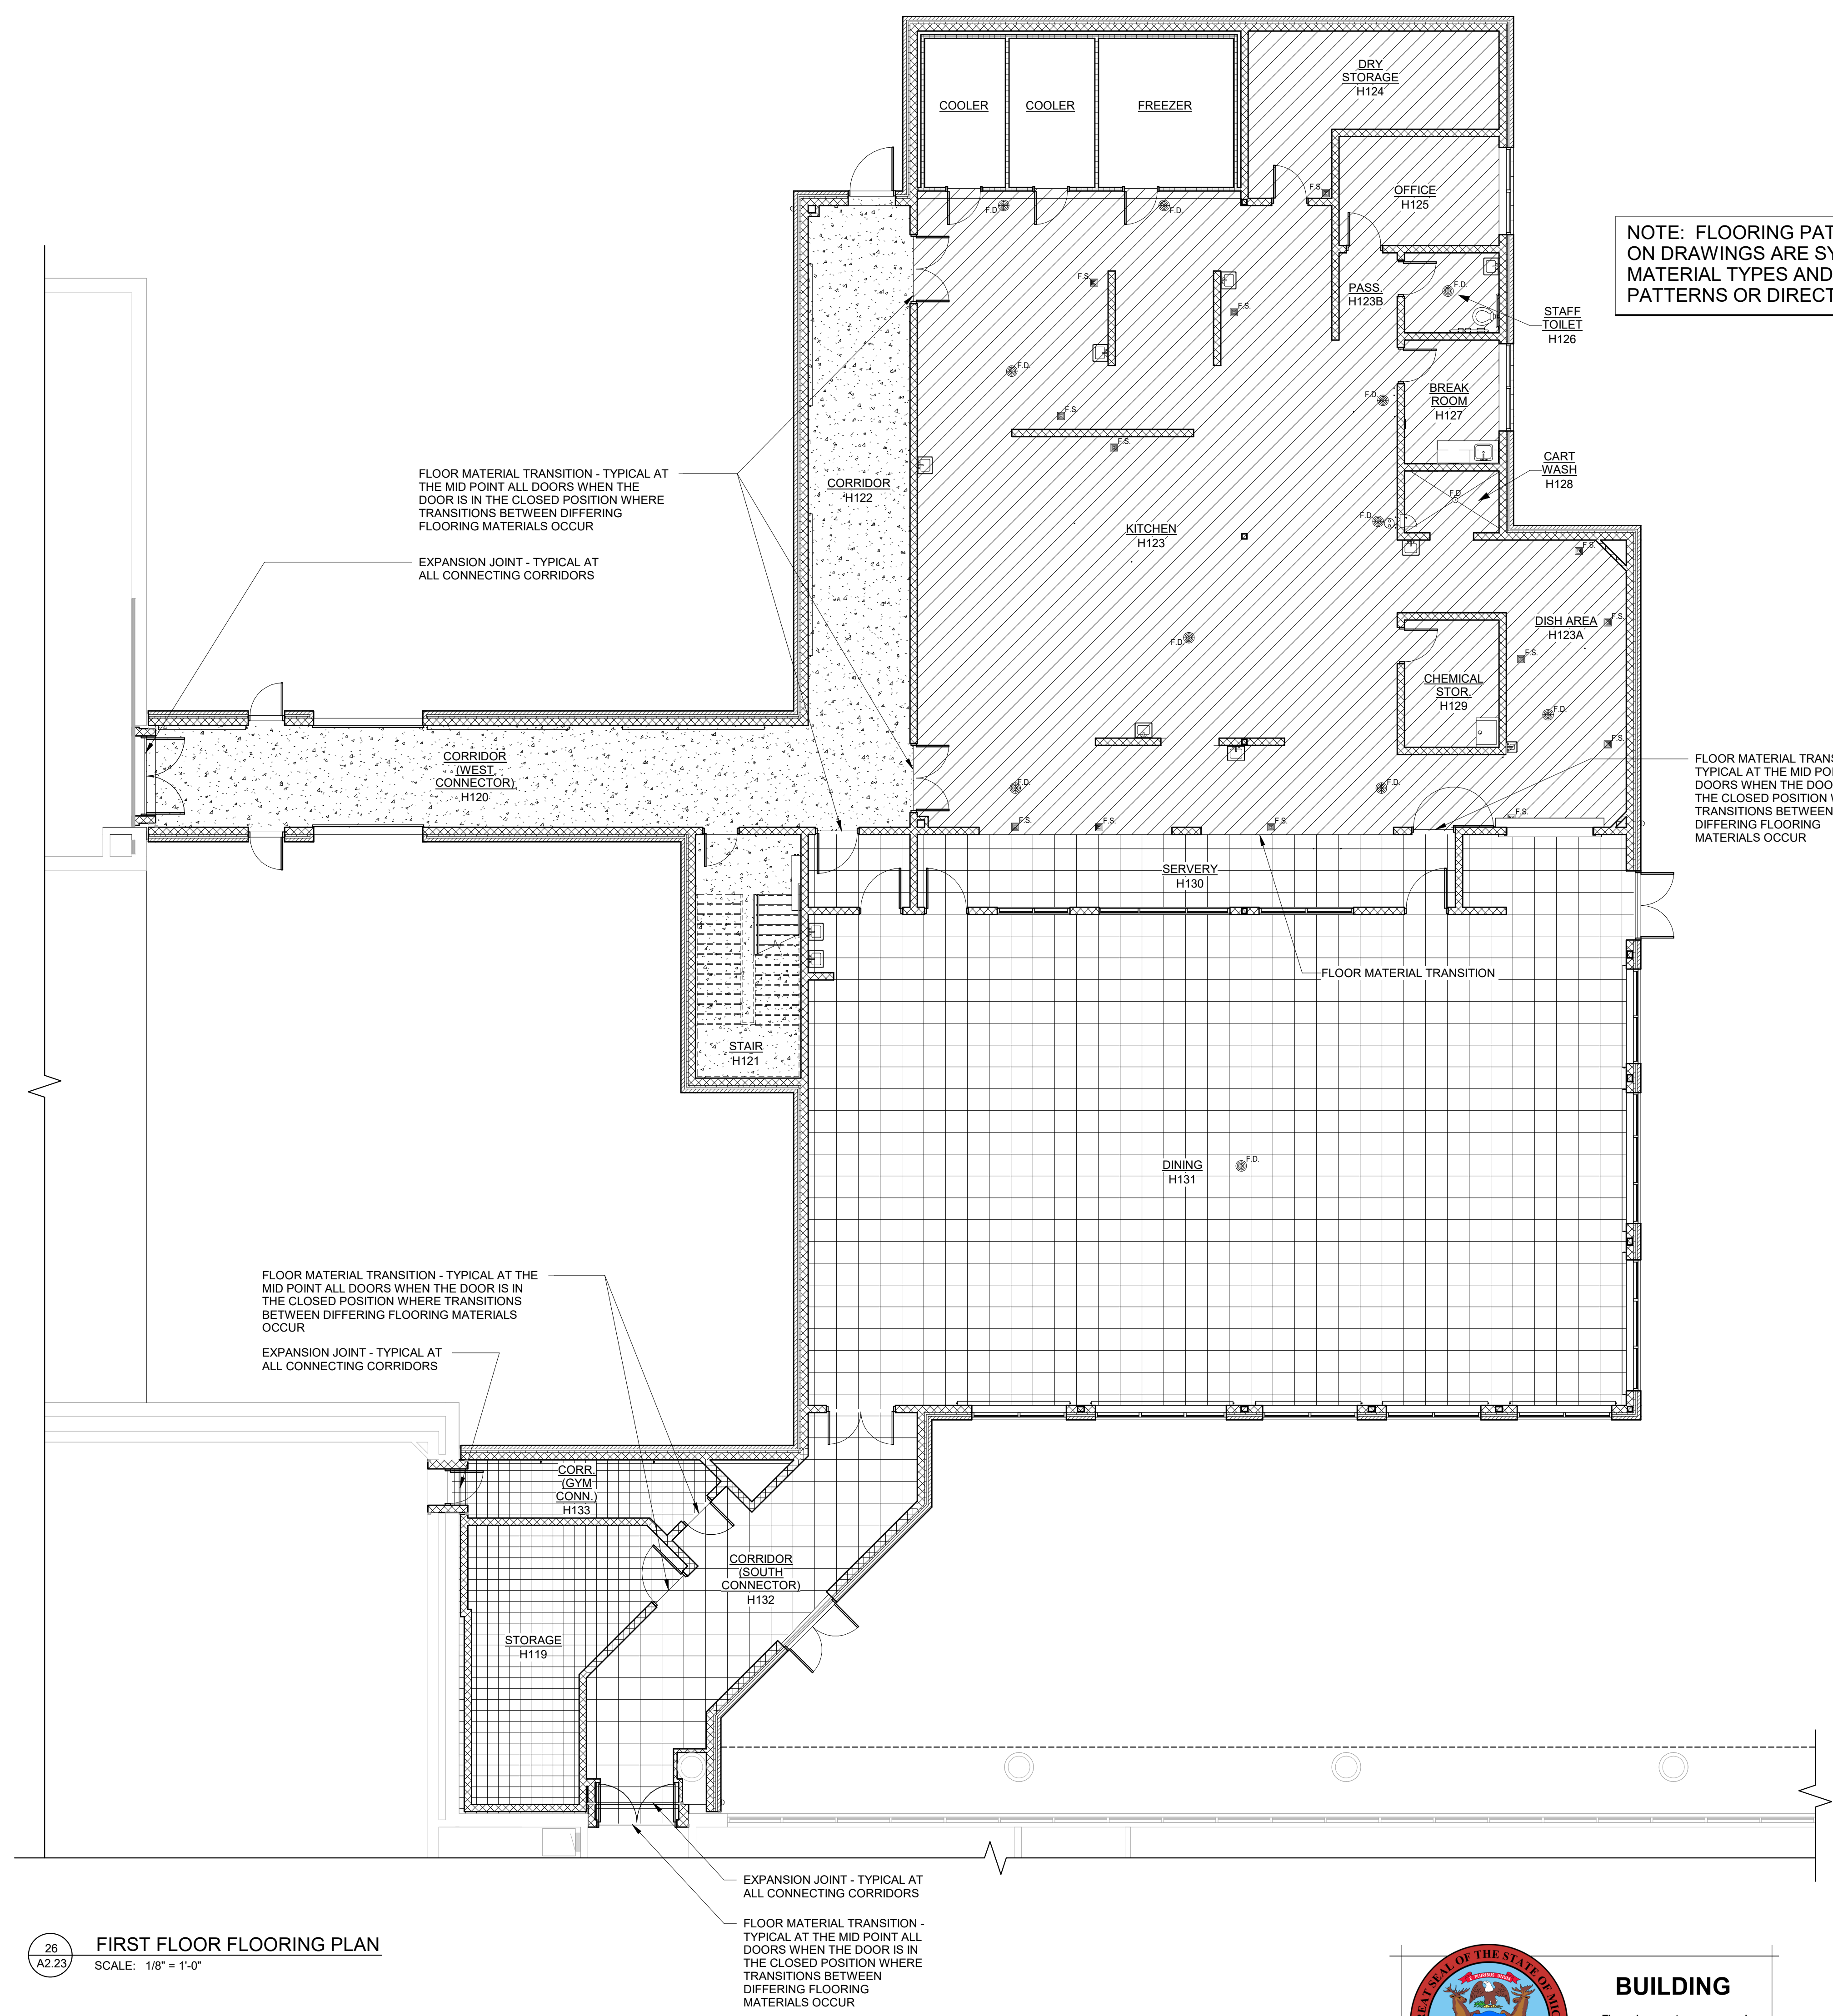 DRY
STORAGE
H124
COOLER
COOLER
FREEZER
OFFICE
H125
F.S.
F.D.
F.D.
NOTE: FLOORING PAT
ON DRAWINGS ARE SY
MATERIAL TYPES AND
PATTERNS OR DIRECT
F.S.
F.S.
PASS.
H123B
F.D.
STAFF
TOILET
H126
F.D.
F.D.
BREAK
ROOM
H127
F.S.
F.S.
CART
WASH
H128
F.D.
F.D.
FLOOR MATERIAL TRANSITION - TYPICAL AT
THE MID POINT ALL DOORS WHEN THE
DOOR IS IN THE CLOSED POSITION WHERE
TRANSITIONS BETWEEN DIFFERING
FLOORING MATERIALS OCCUR
CORRIDOR
H122
KITCHEN
H123
EXPANSION JOINT - TYPICAL AT
ALL CONNECTING CORRIDORS
F.S.
DISH AREA
H123A
F.S.
F.S.
F.D.
CHEMICAL
STOR.
H129
F.D.
F.S.
CORRIDOR
(WEST
CONNECTOR)
H120
FLOOR MATERIAL TRANS
TYPICAL AT THE MID POI
DOORS WHEN THE DOO
THE CLOSED POSITION W
TRANSITIONS BETWEEN
DIFFERING FLOORING
MATERIALS OCCUR
F.D.
F.D.
F.S.
F.S.
F.S.
F.S.
SERVERY
H130
FLOOR MATERIAL TRANSITION
STAIR
H121
DINING
H131
F.D.
FLOOR MATERIAL TRANSITION - TYPICAL AT THE
MID POINT ALL DOORS WHEN THE DOOR IS IN
THE CLOSED POSITION WHERE TRANSITIONS
BETWEEN DIFFERING FLOORING MATERIALS
OCCUR
EXPANSION JOINT - TYPICAL AT
ALL CONNECTING CORRIDORS
CORR.
(GYM
CONN.)
H133
CORRIDOR
(SOUTH
CONNECTOR)
H132
STORAGE
H119
EXPANSION JOINT - TYPICAL AT
ALL CONNECTING CORRIDORS
FLOOR MATERIAL TRANSITION -
TYPICAL AT THE MID POINT ALL
DOORS WHEN THE DOOR IS IN
THE CLOSED POSITION WHERE
TRANSITIONS BETWEEN
DIFFERING FLOORING
MATERIALS OCCUR
26
A2.23
FIRST FLOOR FLOORING PLAN
SCALE: 1/8" = 1'-0"
GREAT SEAL OF THE STATE OF MIC
E PLURIBUS UNUM
BUILDING